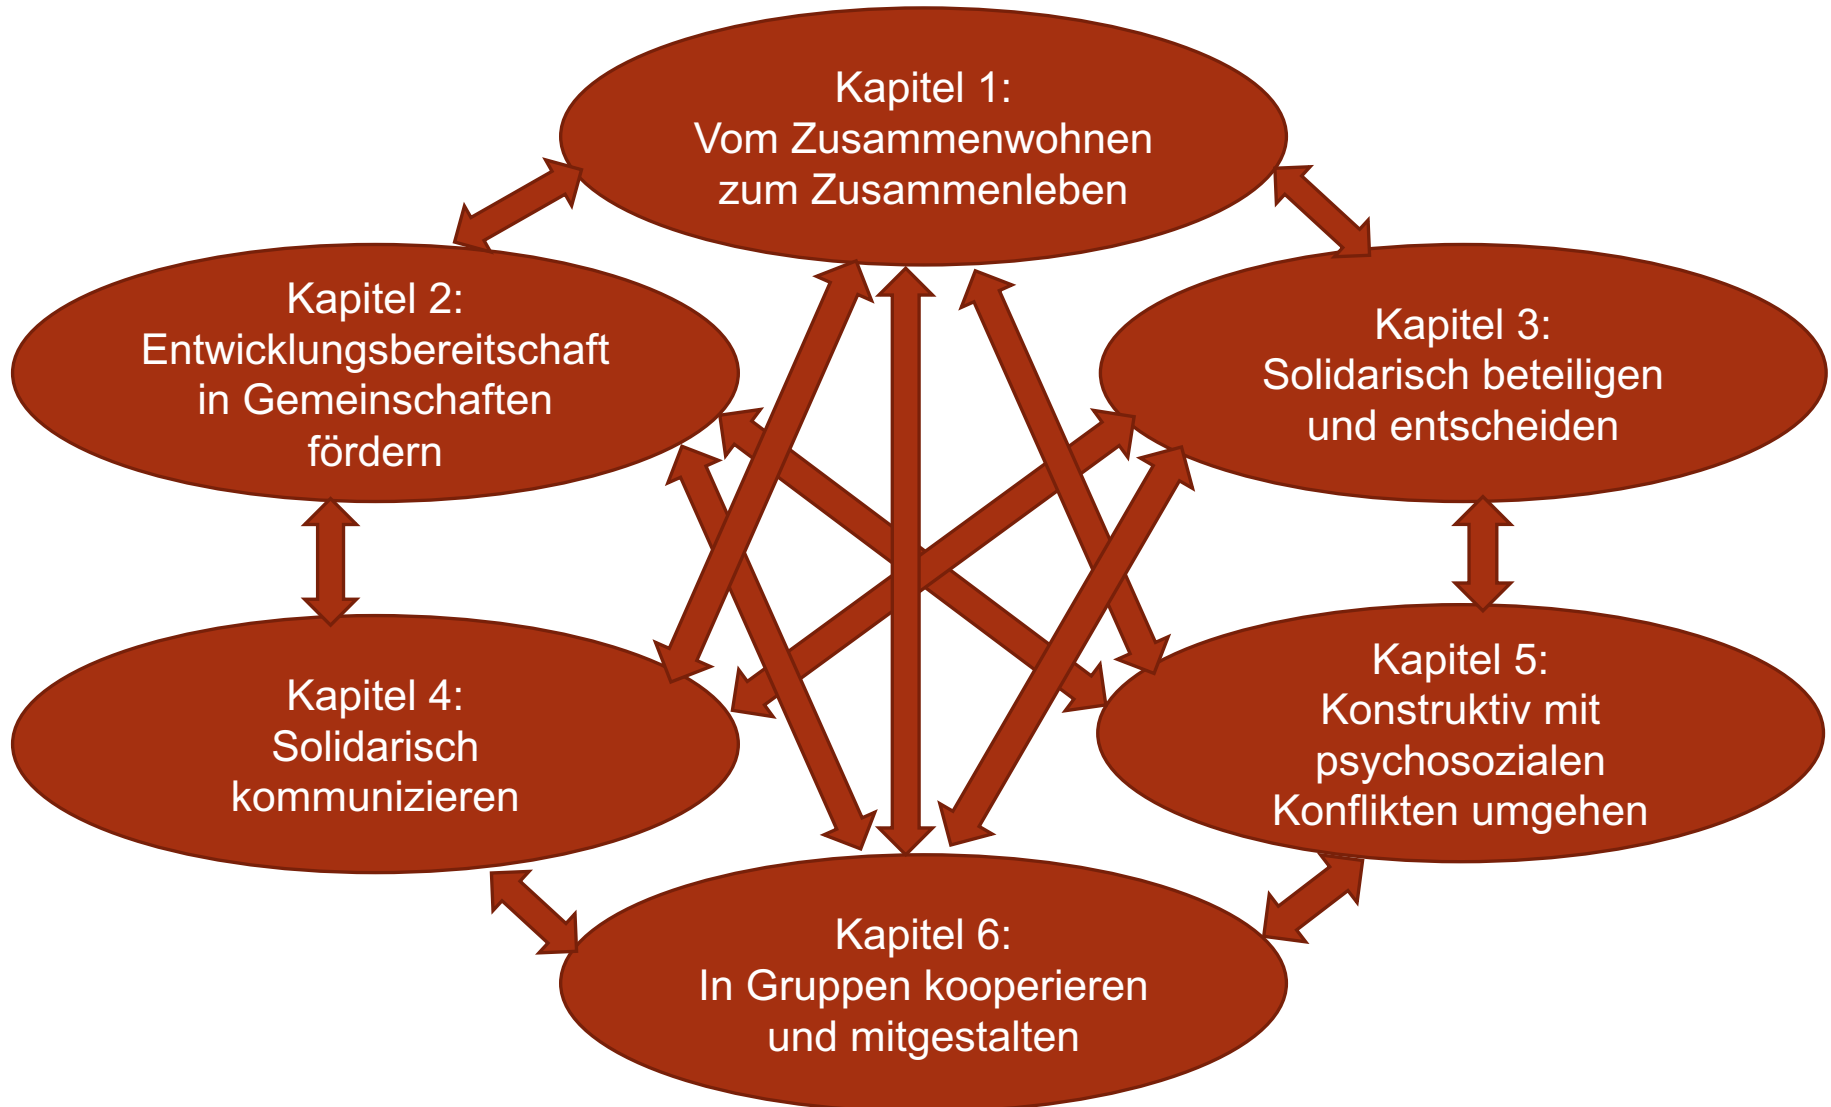 Kapitel 1:
Vom Zusammenwohnen
zum Zusammenleben
Kapitel 2:
Entwicklungsbereitschaft
in Gemeinschaften
fördern
Kapitel 3:
Solidarisch beteiligen
und entscheiden
Kapitel 4:
Solidarisch
kommunizieren
Kapitel 5:
Konstruktiv mit
psychosozialen
Konflikten umgehen
Kapitel 6:
In Gruppen kooperieren
und mitgestalten